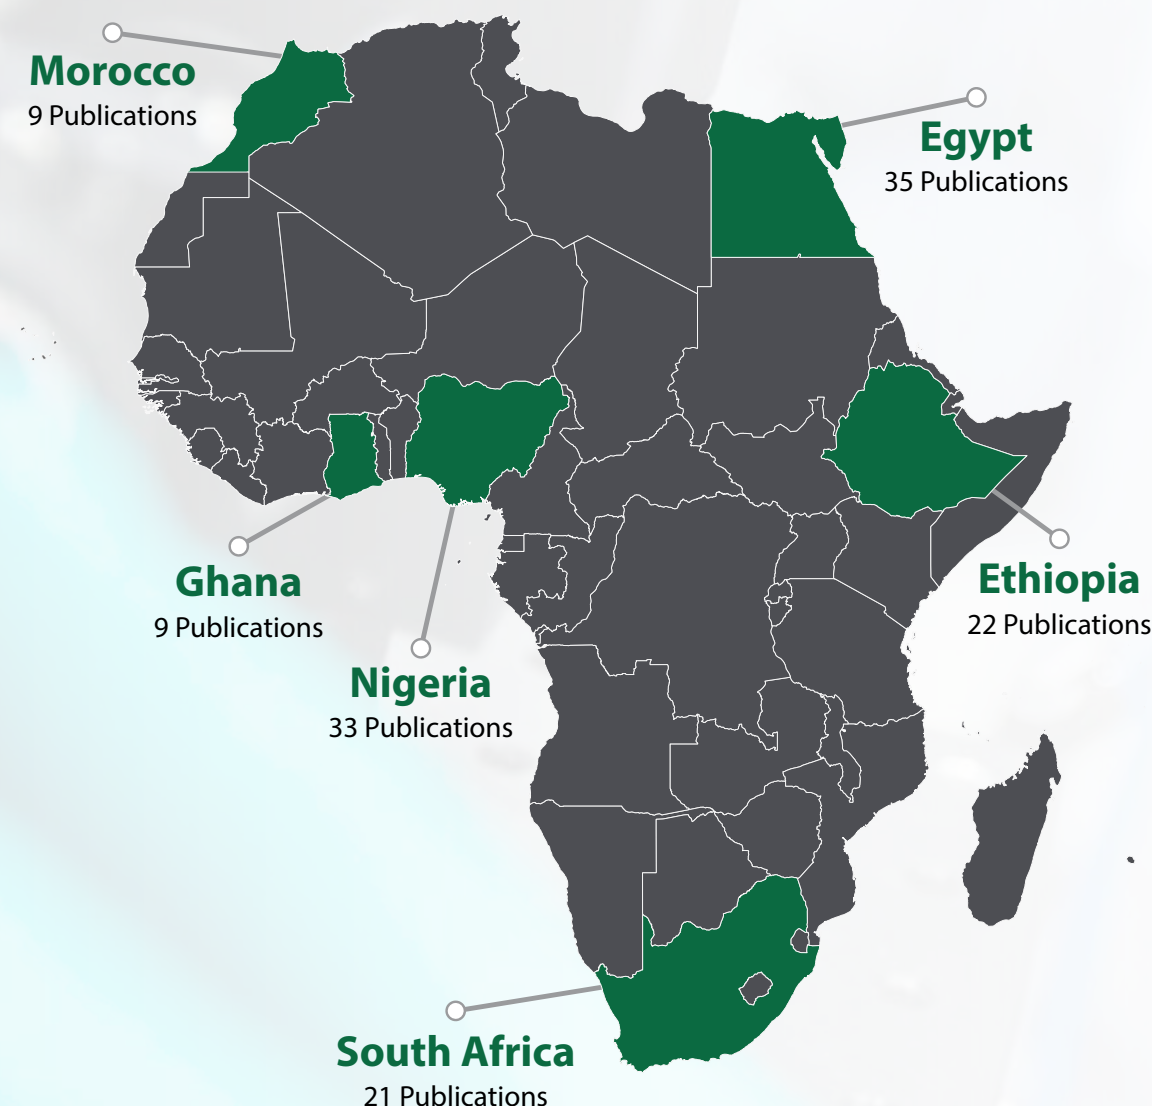 Morocco
9 Publications
Egypt
35 Publications
Ghana
9 Publications
Ethiopia
22 Publications
Nigeria
33 Publications
South Africa
21 Publications